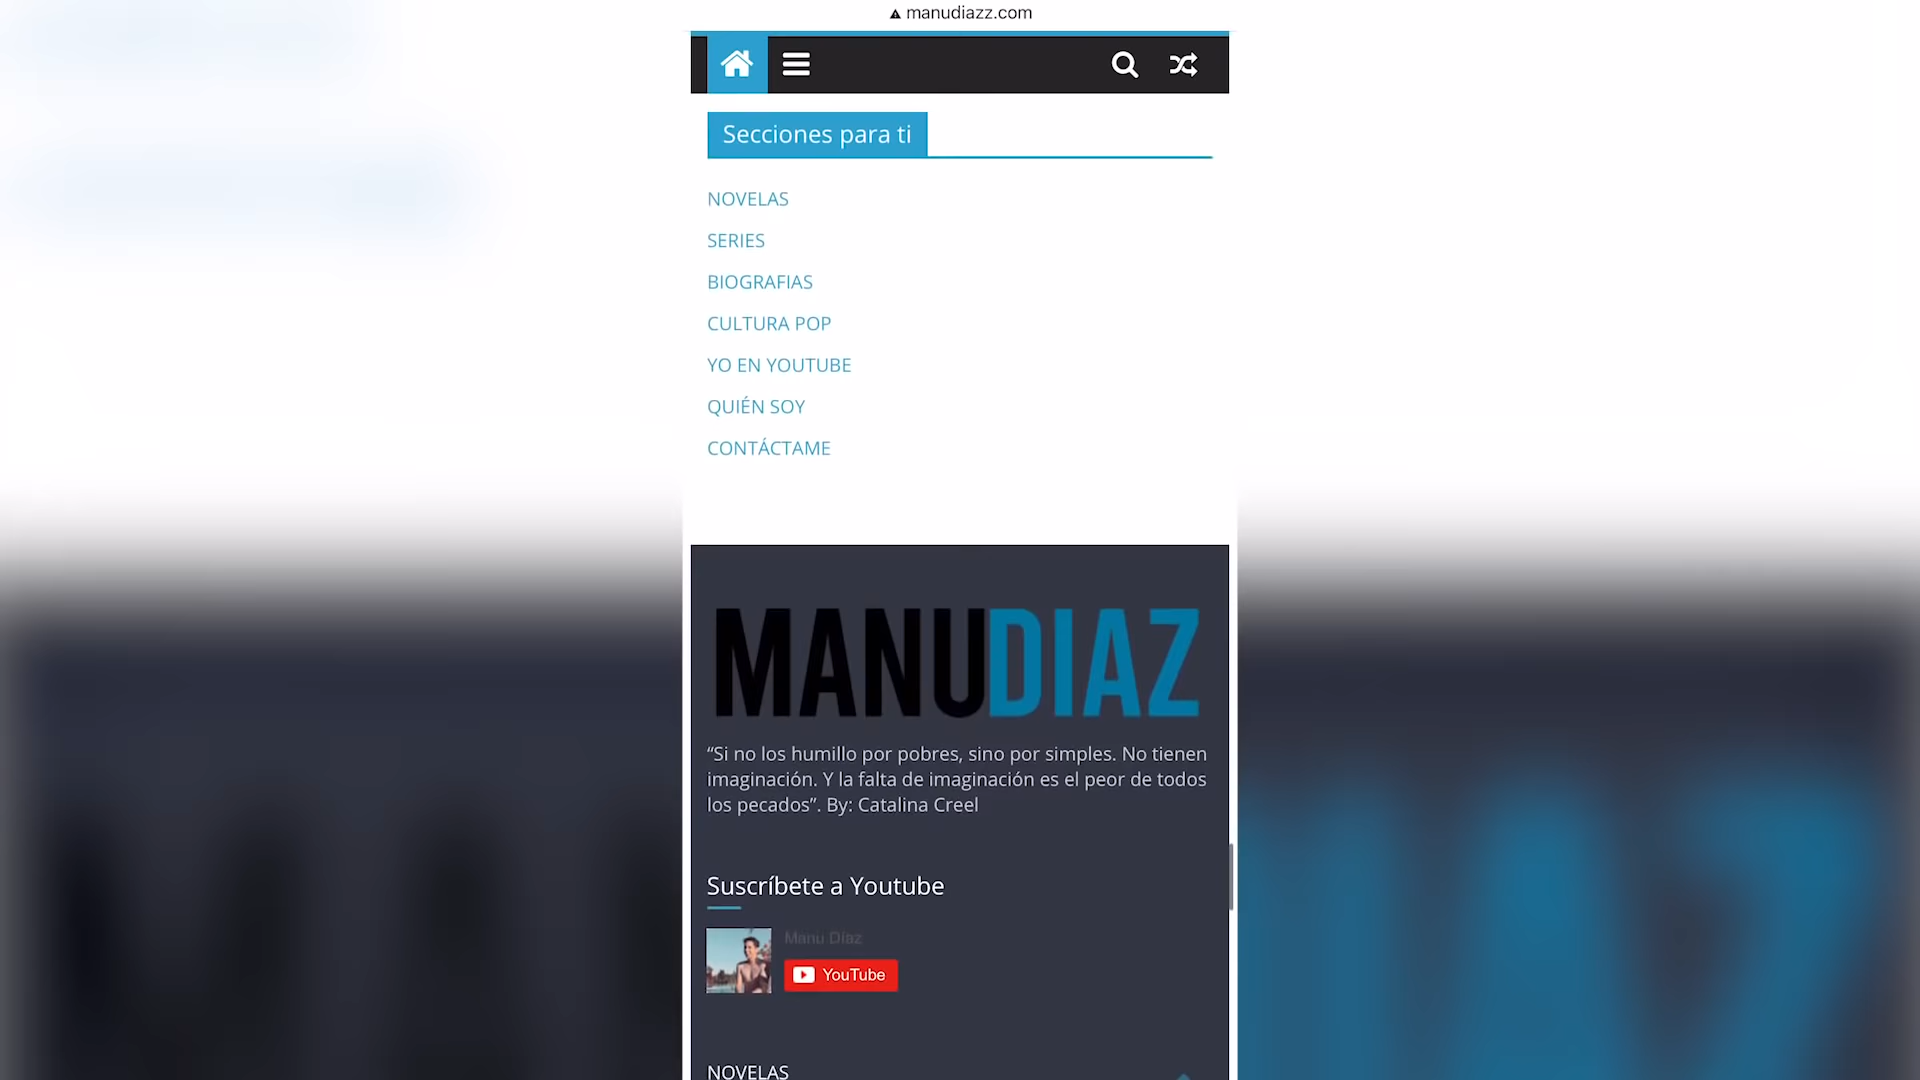 manudiazz.com
Secciones para ti
NOVELAS
SERIES
BIOGRAFIAS
CULTURA POP
YO EN YOUTUBE
QUIÉN SOY
CONTÁCTAME
MANUDIAZ
“Si no los humillo por pobres, sino por simples. No tienen
imaginación. Y la falta de imaginación es el peor de todos
los pecados”. By: Catalina Creel
Suscríbete a Youtube
Manu Díaz
YouTube
NOVELAS